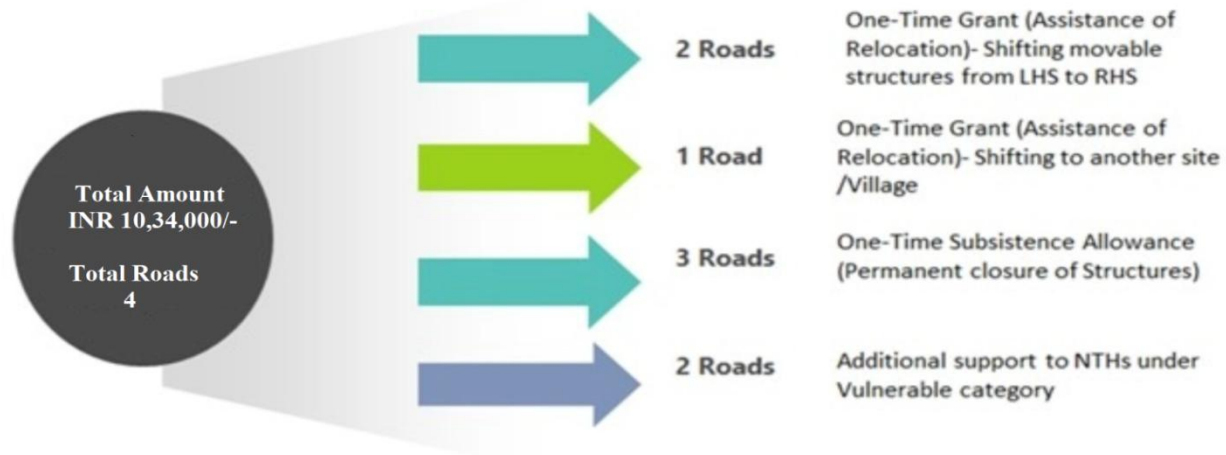 Total Amount
INR 10,34,000/-
Total Roads
4
2 Roads
One-Time Grant (Assistance of
Relocation)- Shifting movable
structures from LHS to RHS
1 Road
One-Time Grant (Assistance of
Relocation)- Shifting to another site
/Village
3 Roads
One-Time Subsistence Allowance
(Permanent closure of Structures)
2 Roads
Additional support to NTHs under
Vulnerable category